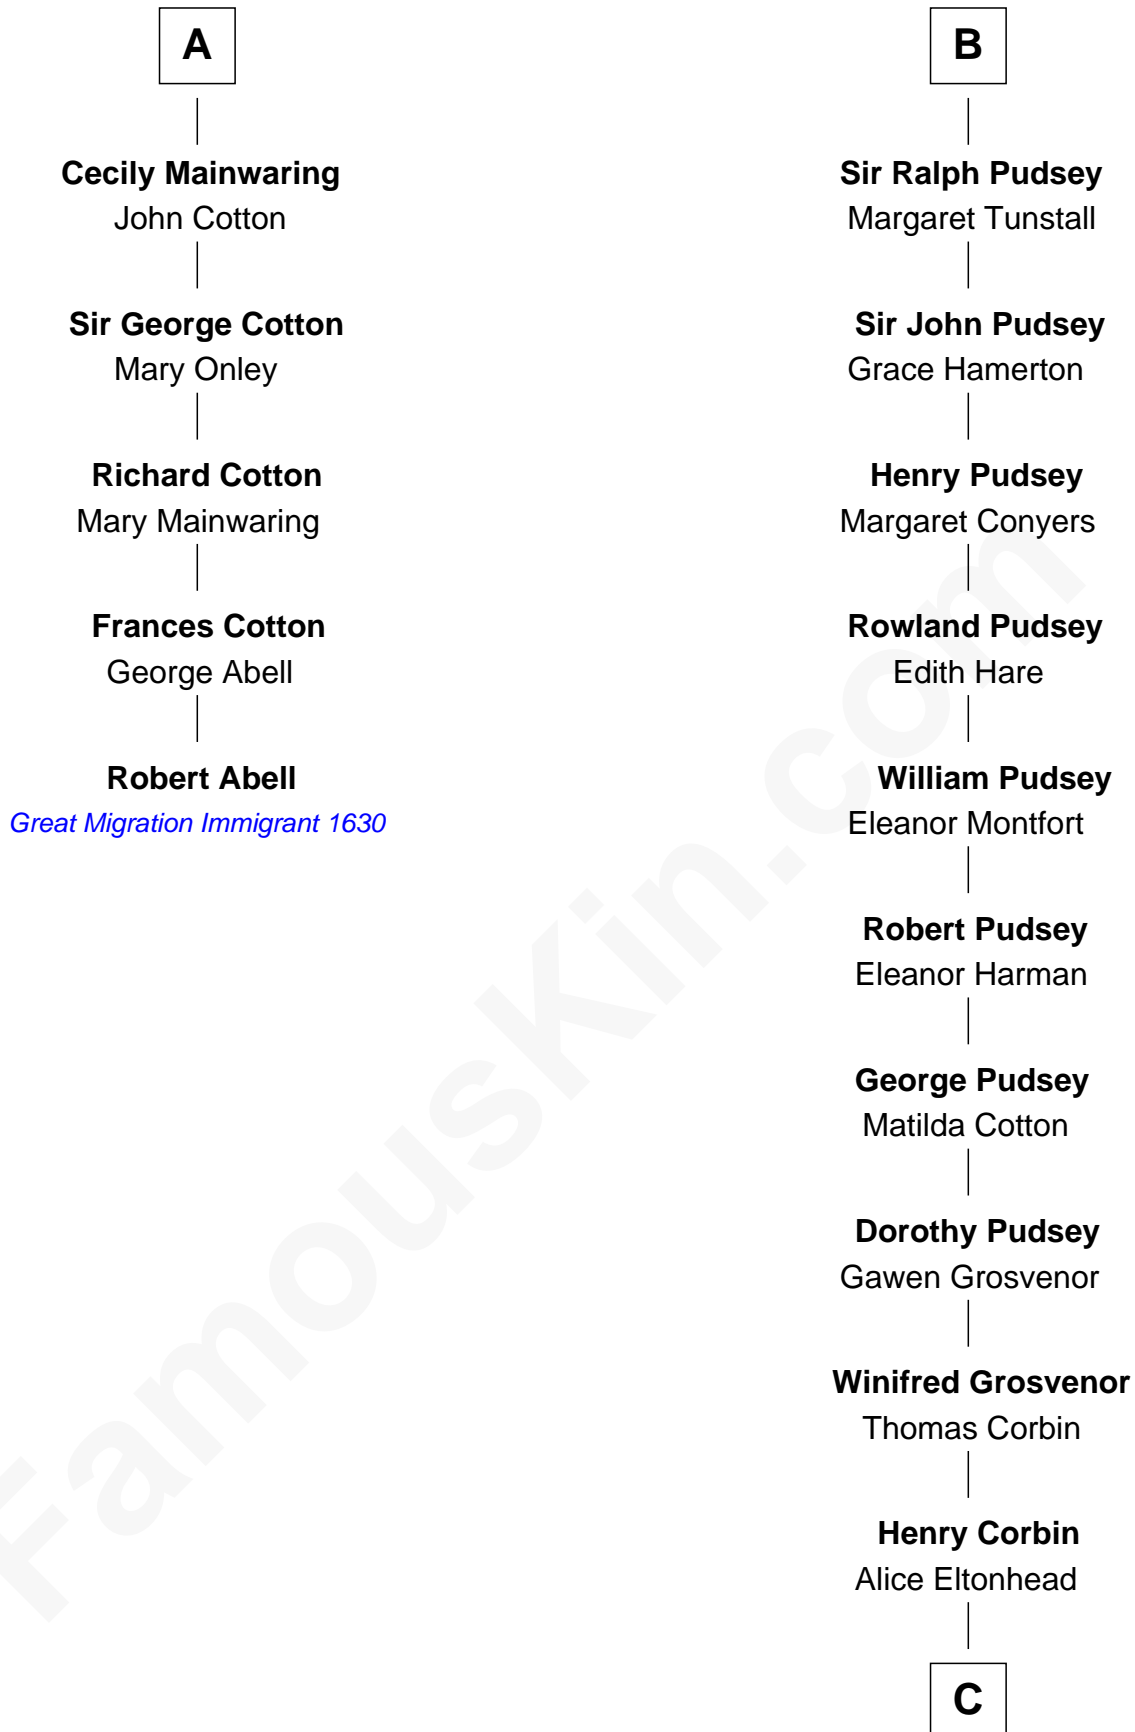 A
Cecily Mainwaring
John Cotton
Sir George Cotton
Mary Onley
Richard Cotton
Mary Mainwaring
Frances Cotton
George Abell
Robert Abell
Great Migration Immigrant 1630
B
Sir Ralph Pudsey
Margaret Tunstall
Sir John Pudsey
Grace Hamerton
Henry Pudsey
Margaret Conyers
Rowland Pudsey
Edith Hare
William Pudsey
Eleanor Montfort
Robert Pudsey
Eleanor Harman
George Pudsey
Matilda Cotton
Dorothy Pudsey
Gawen Grosvenor
Winifred Grosvenor
Thomas Corbin
Henry Corbin
Alice Eltonhead
C
FamousKin.com